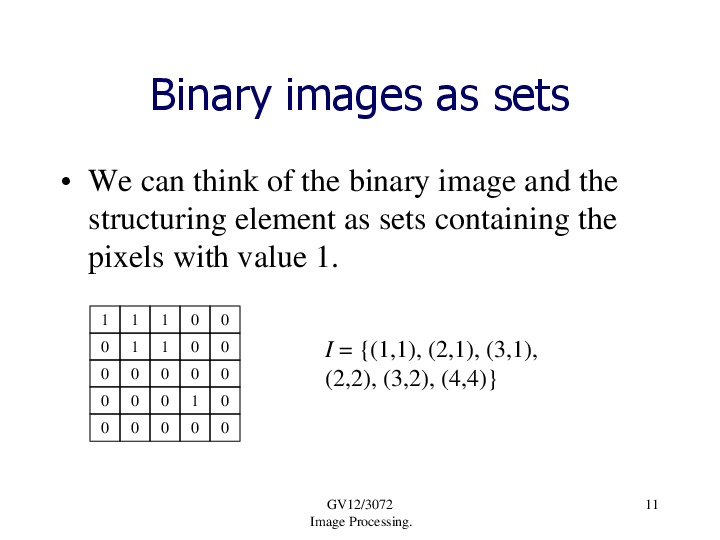 Binary images as sets
• We can think of the binary image and the
structuring element as sets containing the
pixels with value 1.
1 1 1 0 0
0 1 1 0 0
0 0 0 0 0
0 0 0 1 0
0 0 0 0 0
I = {(1,1), (2,1), (3,1),
(2,2), (3,2), (4,4)}
GV12/3072
Image Processing.
11